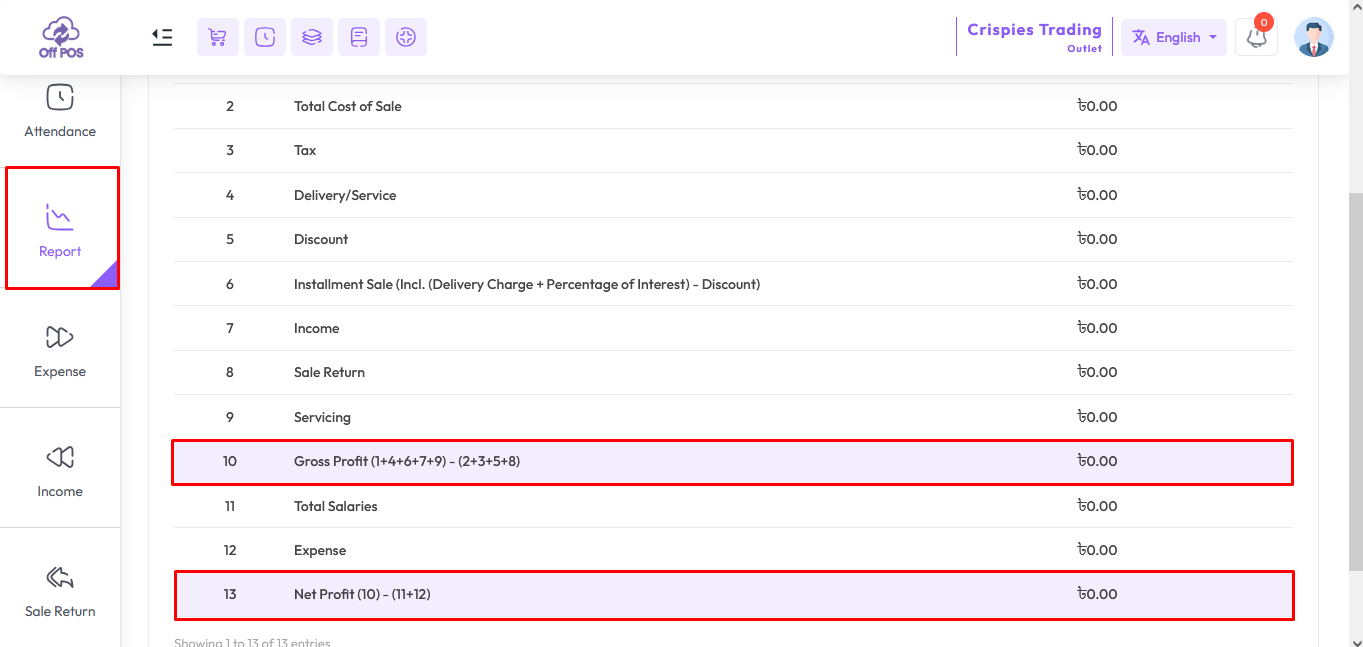 Off POS
Crispies Trading
Outlet
English
0
Attendance
Report
Expense
Income
Sale Return
2 Total Cost of Sale ৳0.00
3 Tax ৳0.00
4 Delivery/Service ৳0.00
5 Discount ৳0.00
6 Installment Sale (Incl. (Delivery Charge + Percentage of Interest) - Discount) ৳0.00
7 Income ৳0.00
8 Sale Return ৳0.00
9 Servicing ৳0.00
10 Gross Profit (1+4+6+7+9) - (2+3+5+8) ৳0.00
11 Total Salaries ৳0.00
12 Expense ৳0.00
13 Net Profit (10) - (11+12) ৳0.00
Showing 1 to 13 of 13 entries